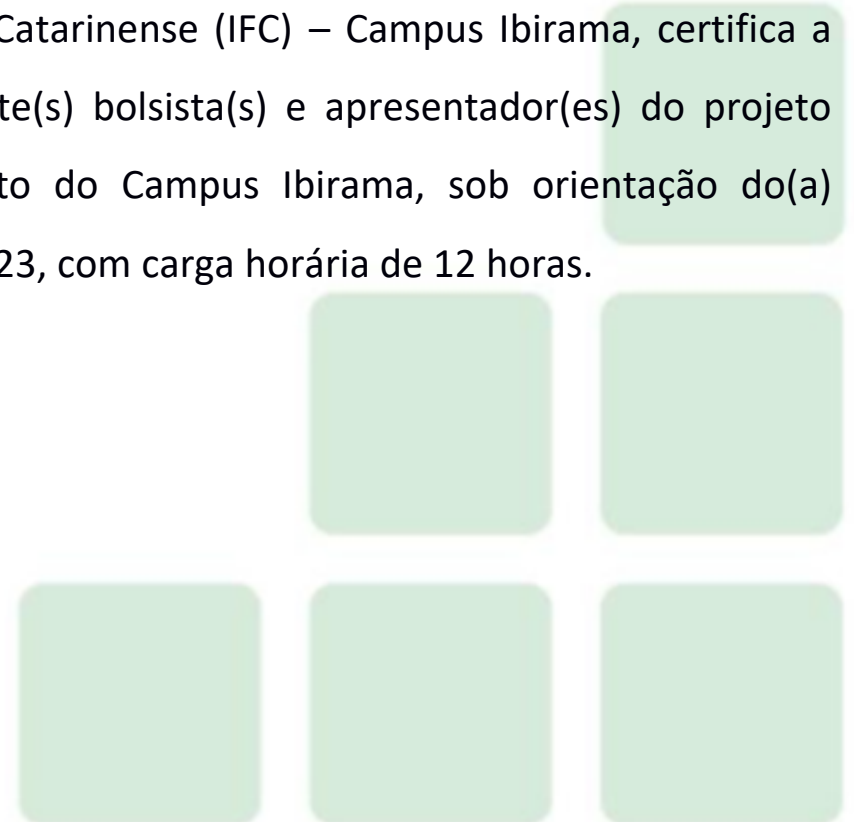 Catarinense (IFC) – Campus Ibirama, certifica a
te(s) bolsista(s) e apresentador(es) do projeto
to do Campus Ibirama, sob orientação do(a)
23, com carga horária de 12 horas.